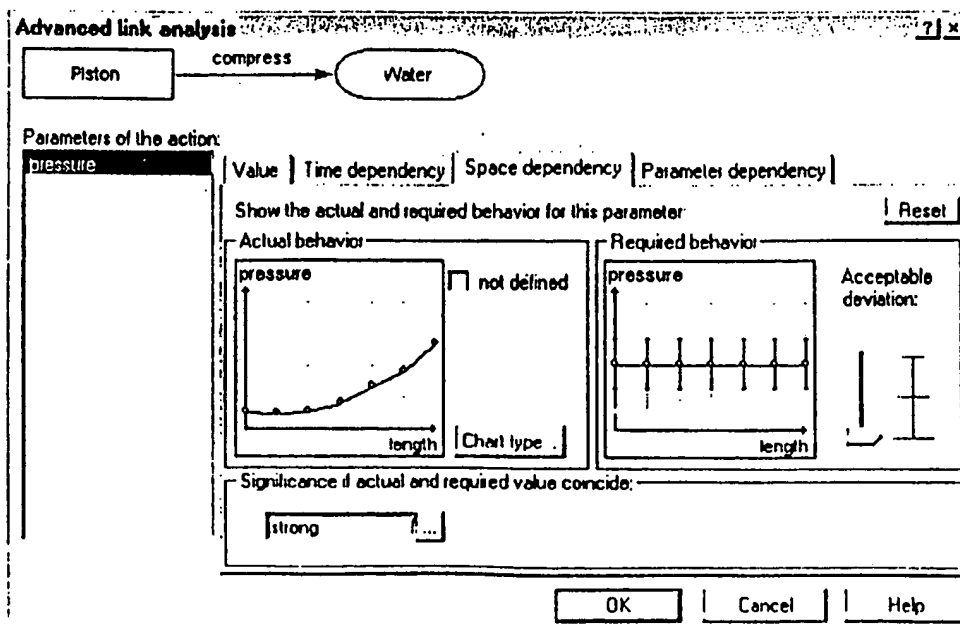 Advanced link analysis ? x
Piston compress Water
Parameters of the action:
pressure
Value Time dependency Space dependency Parameter dependency
Show the actual and required behavior for this parameter Reset
Actual behavior Required behavior
pressure not defined pressure Acceptable
deviation:
length Chart type . length
Significance if actual and required value coincide:
strong ...
OK Cancel Help